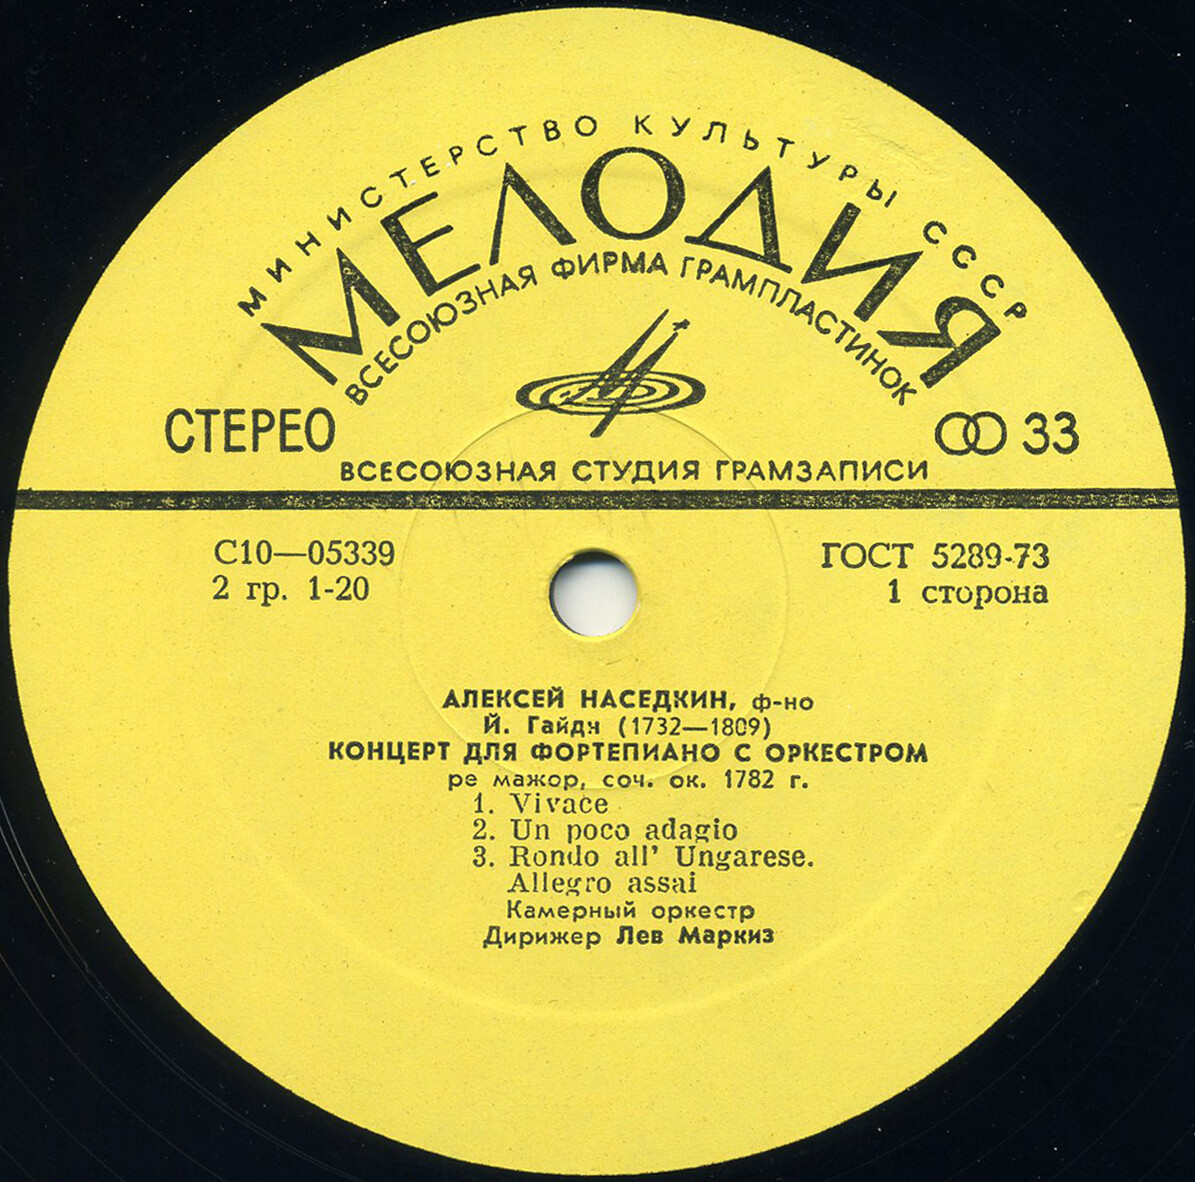 МИНИСТЕРСТВО КУЛЬТУРЫ СССР
МЕЛОДИЯ
ВСЕСОЮЗНАЯ ФИРМА ГРАМПЛАСТИНОК
СТЕРЕО
33
ВСЕСОЮЗНАЯ СТУДИЯ ГРАМЗАПИСИ
С10—05339
ГОСТ 5289-73
2 гр. 1-20
1 сторона
АЛЕКСЕЙ НАСЕДКИН, ф-но
Й. Гайдн (1732—1809)
КОНЦЕРТ ДЛЯ ФОРТЕПИАНО С ОРКЕСТРОМ
ре мажор, соч. ок. 1782 г.
1. Vivace
2. Un poco adagio
3. Rondo all' Ungarese.
Allegro assai
Камерный оркестр
Дирижер Лев Маркиз